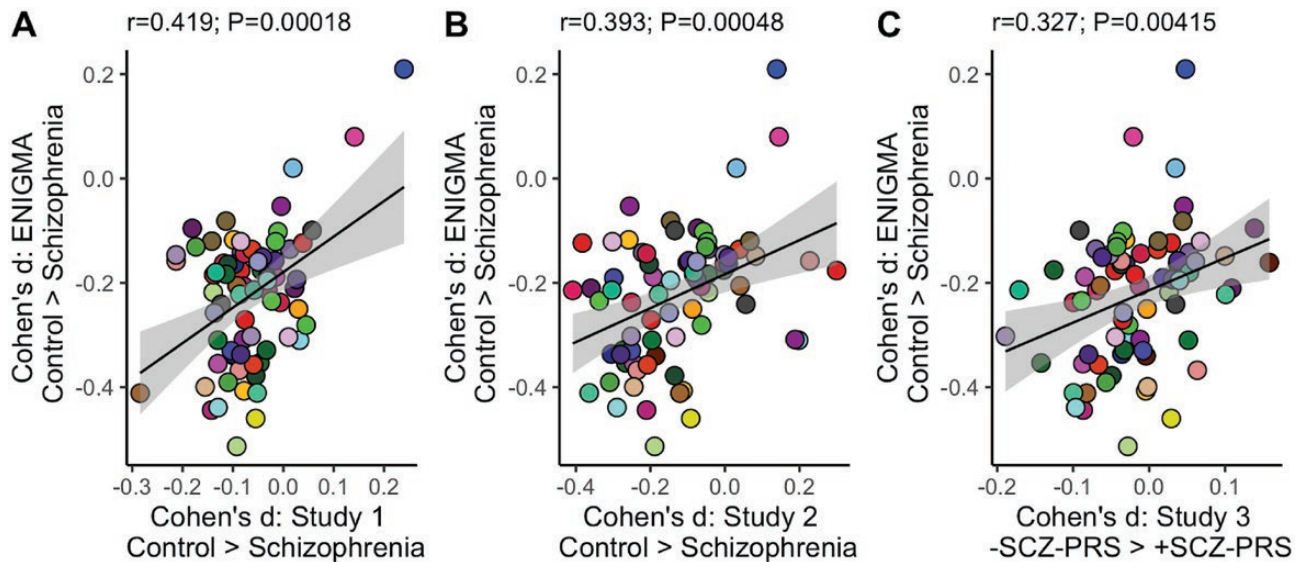 A r=0.419; P=0.00018
Cohen's d: ENIGMA
Control > Schizophrenia
0.2
0.0
-0.2
-0.4
-0.3 -0.2 -0.1 0.0 0.2
Cohen's d: Study 1
Control > Schizophrenia
B r=0.393; P=0.00048
Cohen's d: ENIGMA
Control > Schizophrenia
0.2
0.0
-0.2
-0.4
-0.4 -0.2 0.0 0.2
Cohen's d: Study 2
Control > Schizophrenia
C r=0.327; P=0.00415
Cohen's d: ENIGMA
Control > Schizophrenia
0.2
0.0
-0.2
-0.4
-0.2 -0.1 0.0 0.1
Cohen's d: Study 3
-SCZ-PRS > +SCZ-PRS